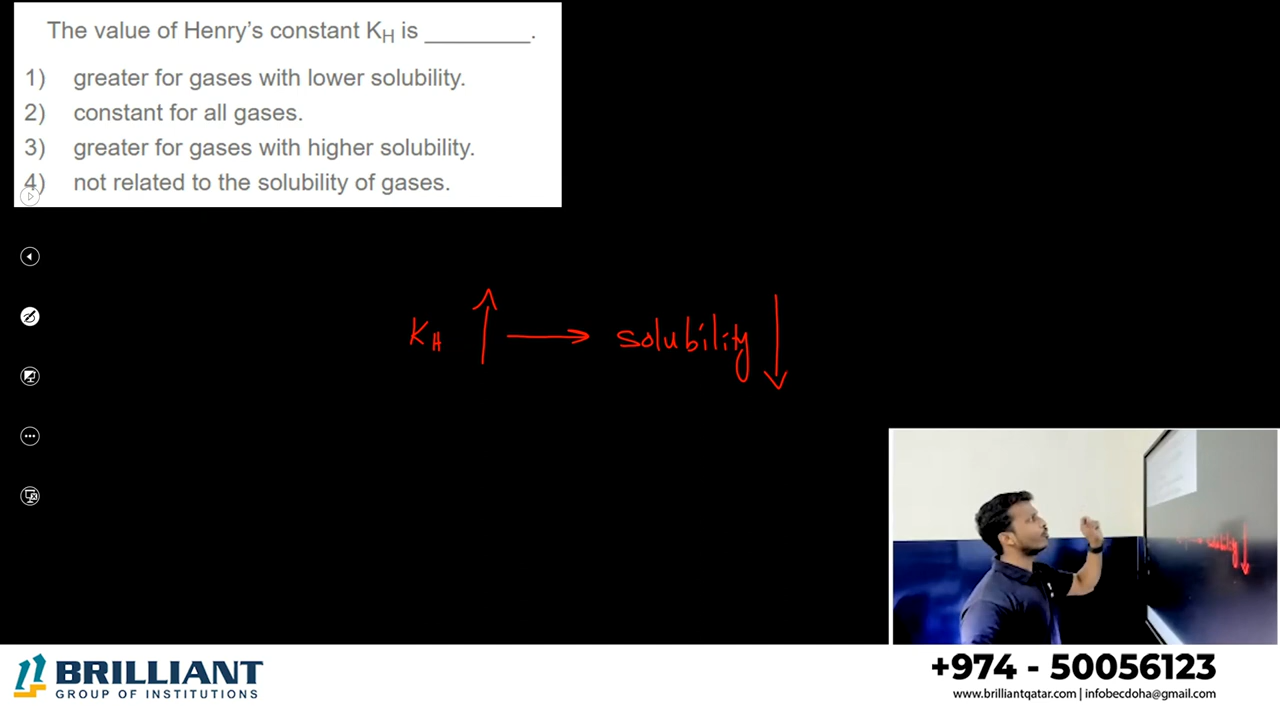 The value of Henry's constant KH is ________.
1) greater for gases with lower solubility.
2) constant for all gases.
3) greater for gases with higher solubility.
4) not related to the solubility of gases.
KH ↑ → solubility ↓
solubility ↓
BRILLIANT
GROUP OF INSTITUTIONS
+974 - 50056123
www.brilliantqatar.com | infobecdoha@gmail.com